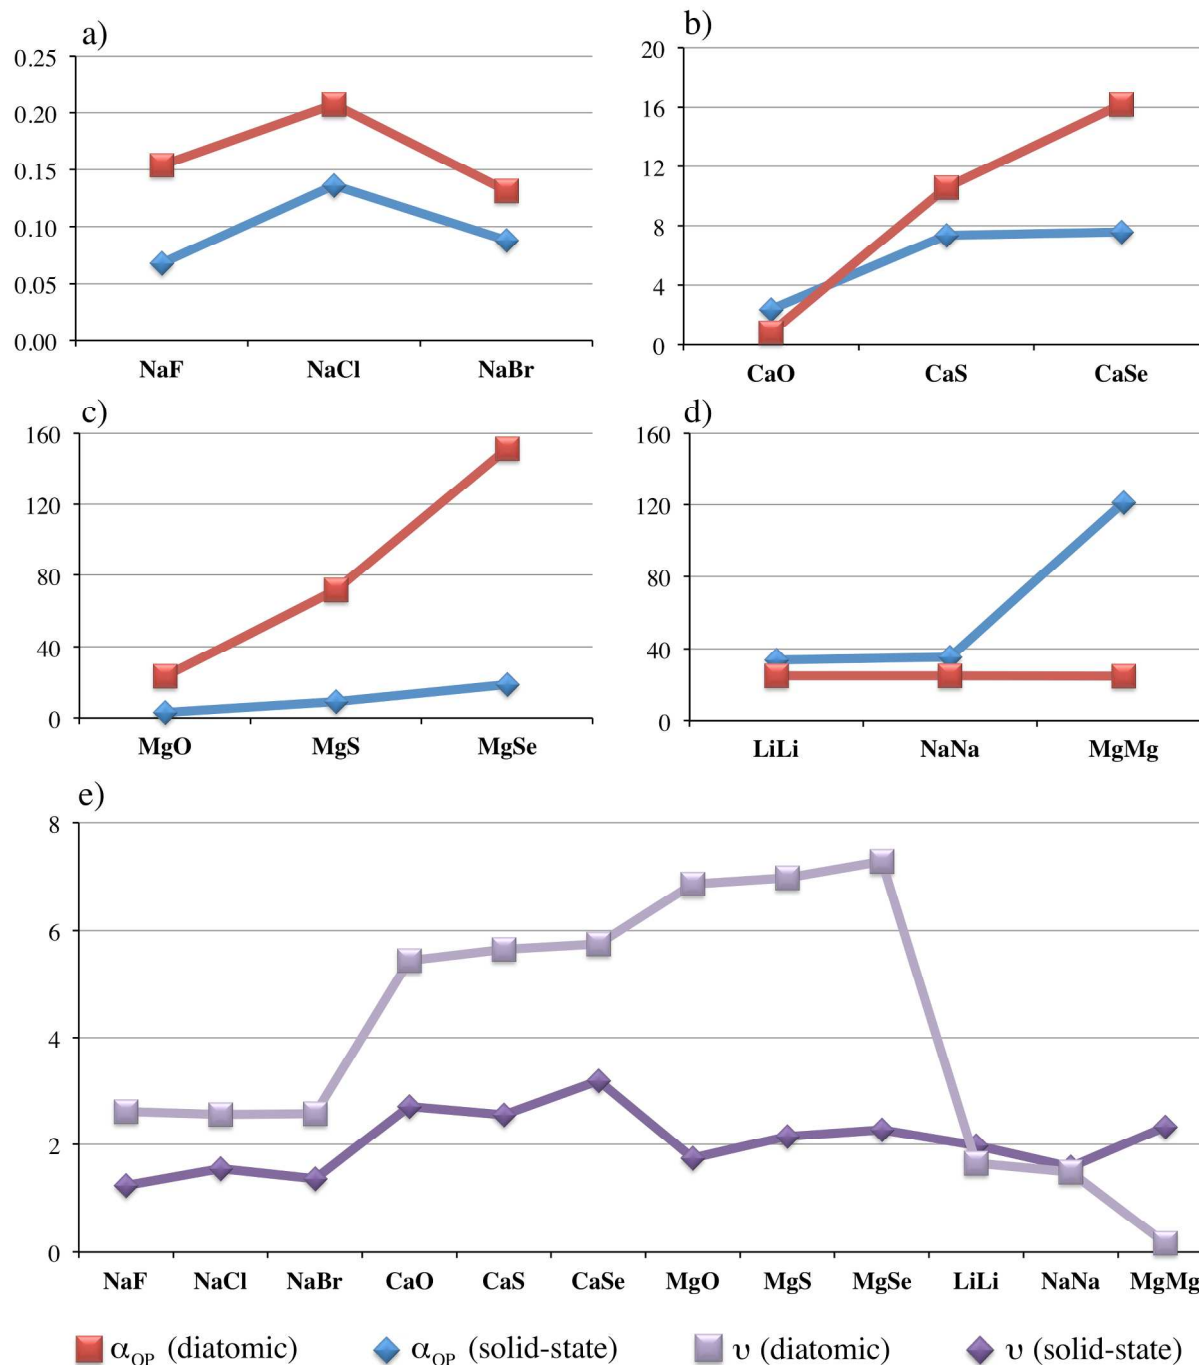 a)
0.25
0.20
0.15
0.10
0.05
0.00
NaF NaCl NaBr
b)
20
16
12
8
4
0
CaO CaS CaSe
c)
160
120
80
40
0
MgO MgS MgSe
d)
160
120
80
40
0
LiLi NaNa MgMg
e)
8
6
4
2
0
NaF NaCl NaBr CaO CaS CaSe MgO MgS MgSe LiLi NaNa MgMg
α_OP (diatomic) α_OP (solid-state) υ (diatomic) υ (solid-state)